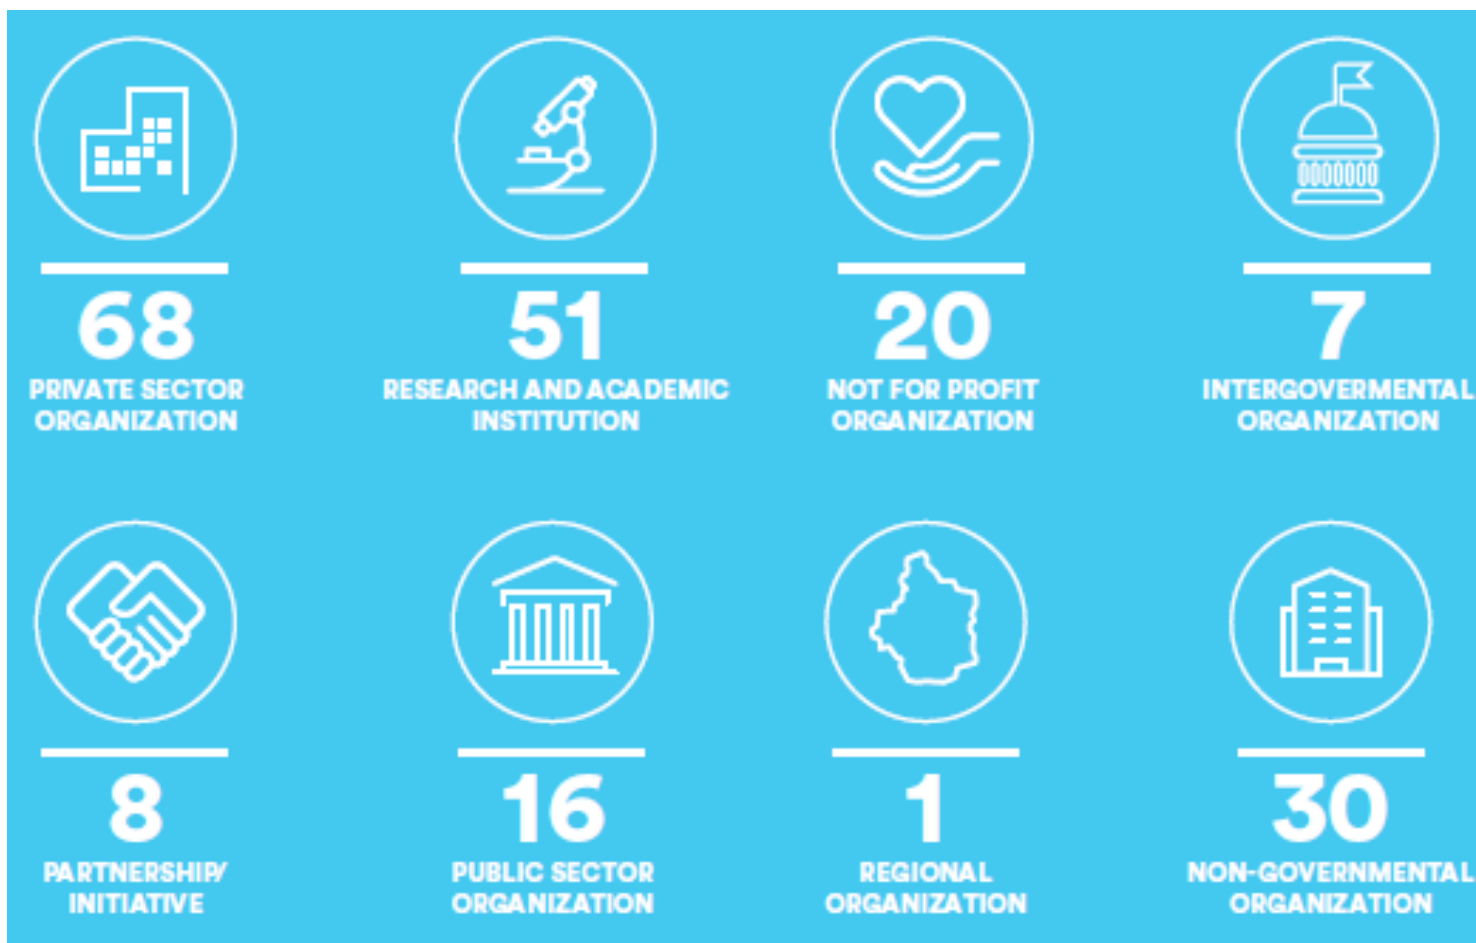 68
PRIVATE SECTOR
ORGANIZATION
51
RESEARCH AND ACADEMIC
INSTITUTION
20
NOT FOR PROFIT
ORGANIZATION
7
INTERGOVERMENTAL
ORGANIZATION
8
PARTNERSHIP/
INITIATIVE
16
PUBLIC SECTOR
ORGANIZATION
1
REGIONAL
ORGANIZATION
30
NON-GOVERNMENTAL
ORGANIZATION